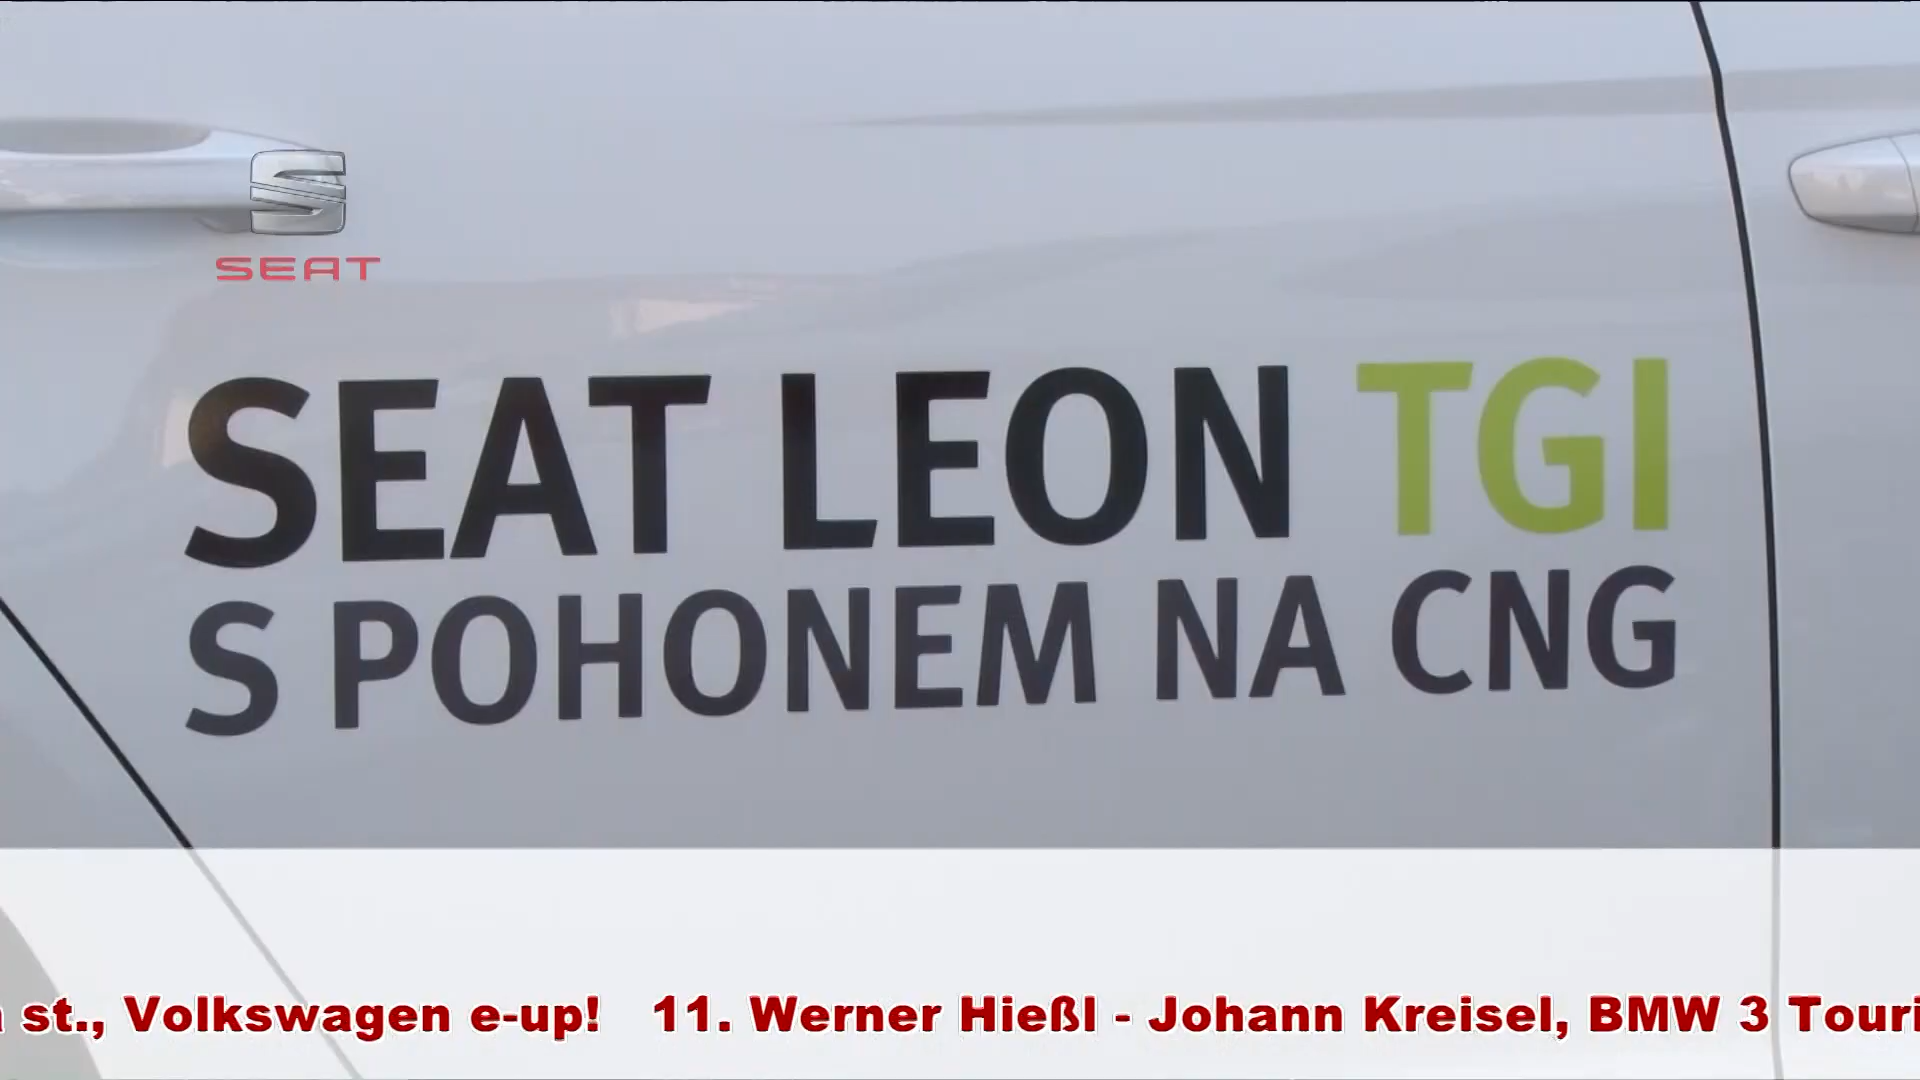 SEAT
SEAT LEON TGI
S POHONEM NA CNG
st., Volkswagen e-up! 11. Werner Hießl - Johann Kreisel, BMW 3 Touri